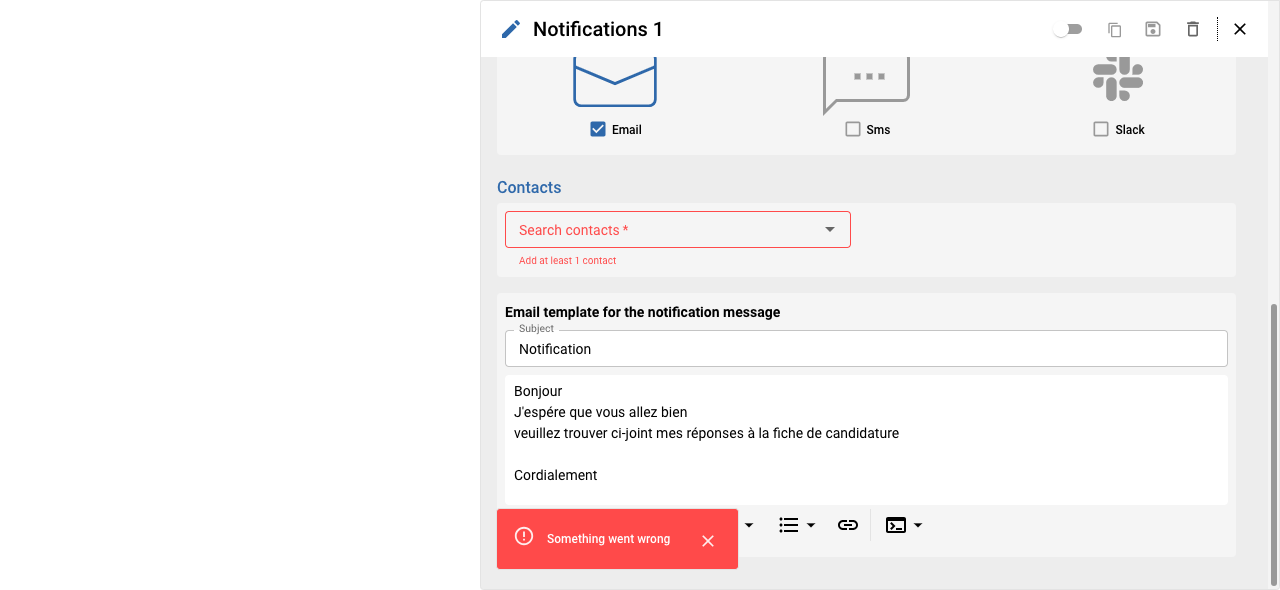 Notifications 1
Email
Sms
Slack
Contacts
Search contacts *
Add at least 1 contact
Email template for the notification message
Subject
Notification
Bonjour
J'espére que vous allez bien
veuillez trouver ci-joint mes réponses à la fiche de candidature
Cordialement
Something went wrong